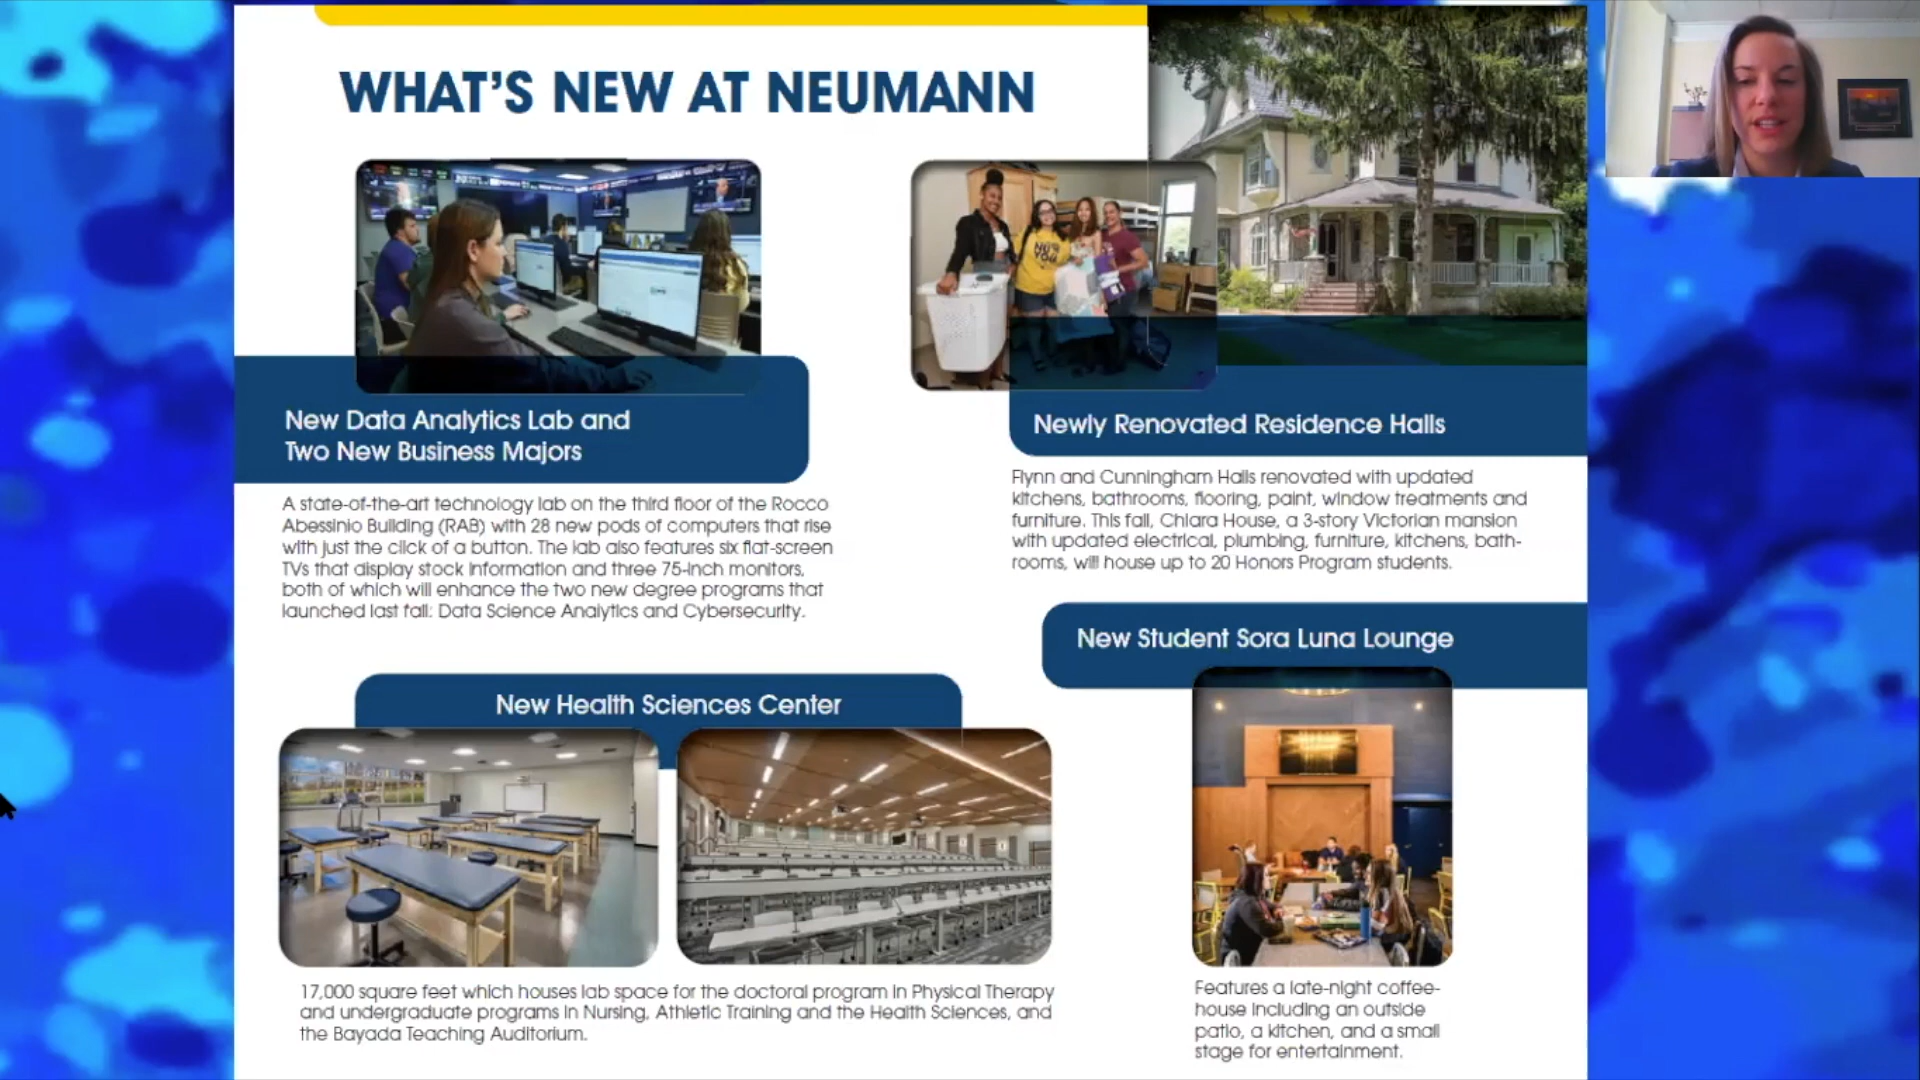 WHAT'S NEW AT NEUMANN
New Data Analytics Lab and
Two New Business Majors
A state-of-the-art technology lab on the third floor of the Rocco
Abessinio Building (RAB) with 28 new pods of computers that rise
with just the click of a button. The lab also features six flat-screen
TVs that display stock information and three 75-inch monitors,
both of which will enhance the two new degree programs that
launched last fall: Data Science Analytics and Cybersecurity.
Newly Renovated Residence Halls
Flynn and Cunningham Halls renovated with updated
kitchens, bathrooms, flooring, paint, window treatments and
furniture. This fall, Chiara House, a 3-story Victorian mansion
with updated electrical, plumbing, furniture, kitchens, bath-
rooms, will house up to 20 Honors Program students.
New Student Sora Luna Lounge
Features a late-night coffee-
house including an outside
patio, a kitchen, and a small
stage for entertainment.
New Health Sciences Center
17,000 square feet which houses lab space for the doctoral program in Physical Therapy
and undergraduate programs in Nursing, Athletic Training and the Health Sciences, and
the Bayada Teaching Auditorium.